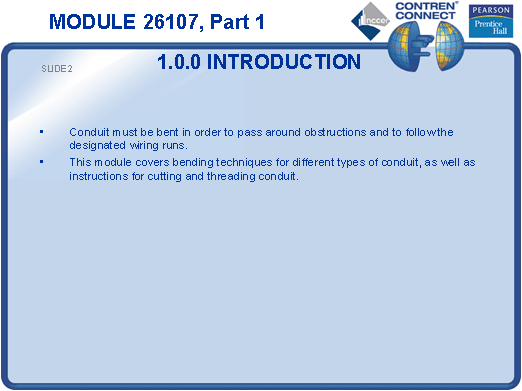 MODULE 26107, Part 1
nccer
CONTREN®
CONNECT
PEARSON
Prentice
Hall
SLIDE 2
1.0.0 INTRODUCTION
• Conduit must be bent in order to pass around obstructions and to follow the
designated wiring runs.
• This module covers bending techniques for different types of conduit, as well as
instructions for cutting and threading conduit.